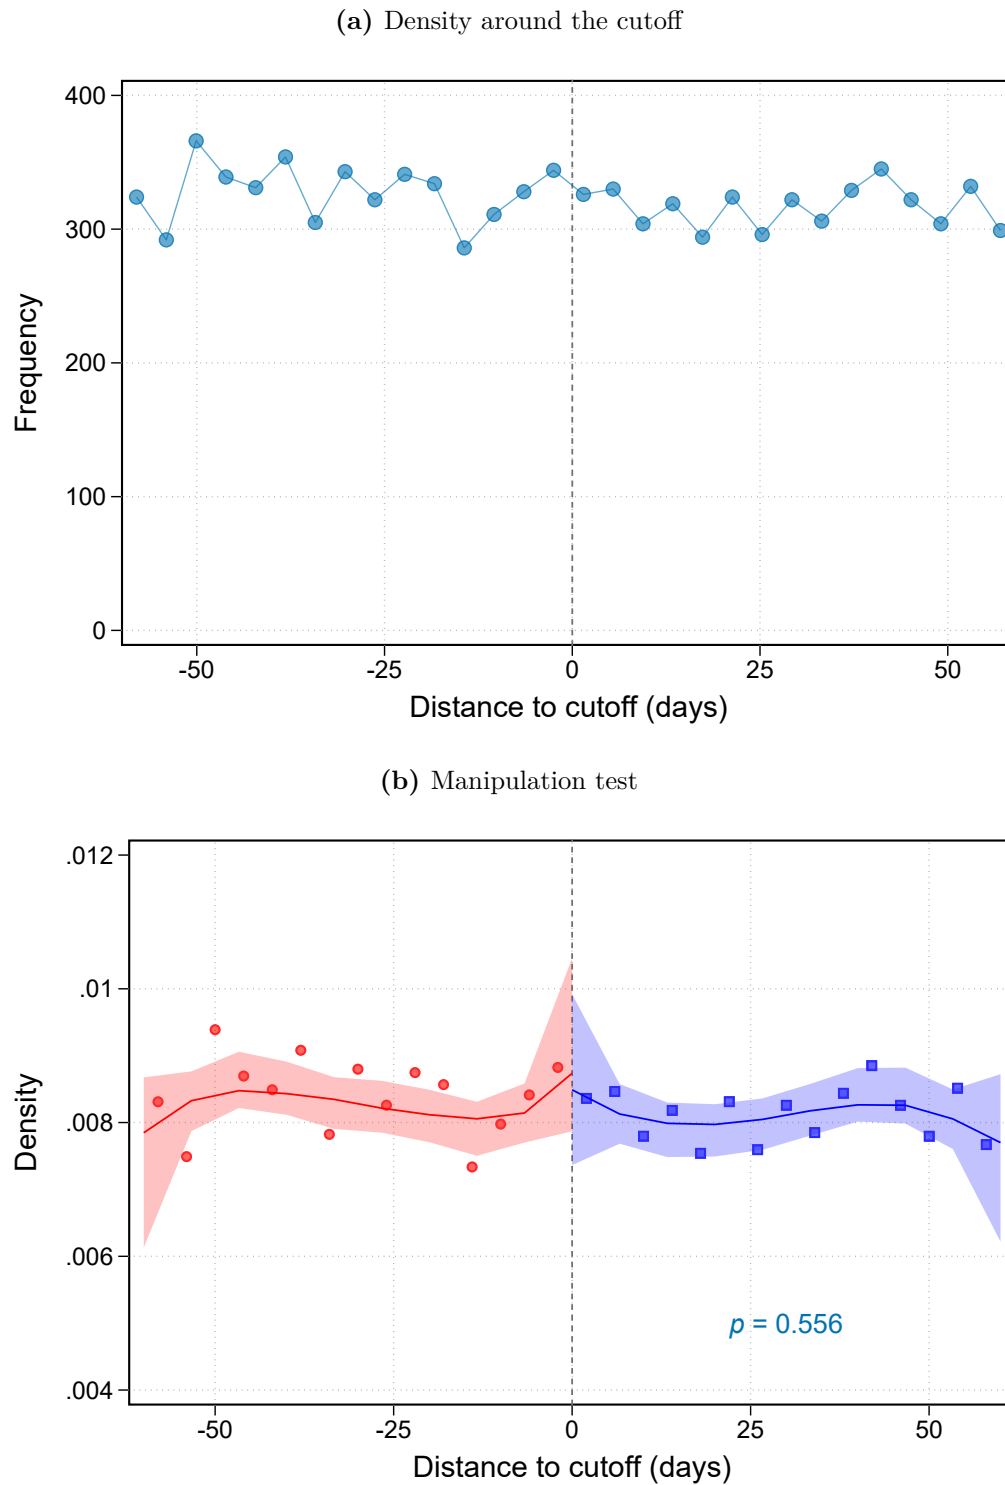 (a) Density around the cutoff
400
300
200
100
0
Frequency
-50 -25 0 25 50
Distance to cutoff (days)
(b) Manipulation test
.012
.01
.008
.006
.004
Density
p = 0.556
-50 -25 0 25 50
Distance to cutoff (days)